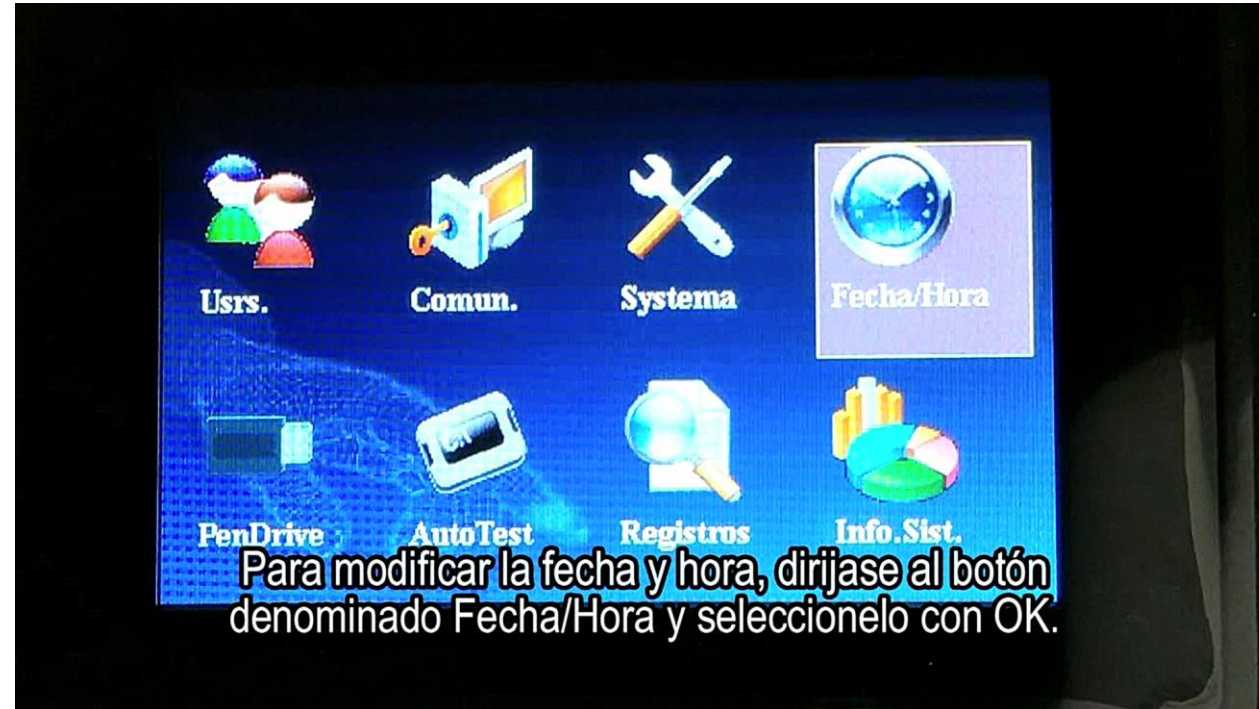 Usrs.
Comun.
Systema
Fecha/Hora
PenDrive
AutoTest
Registros
Info.Sist.
Para modificar la fecha y hora, dirijase al botón
denominado Fecha/Hora y seleccionelo con OK.